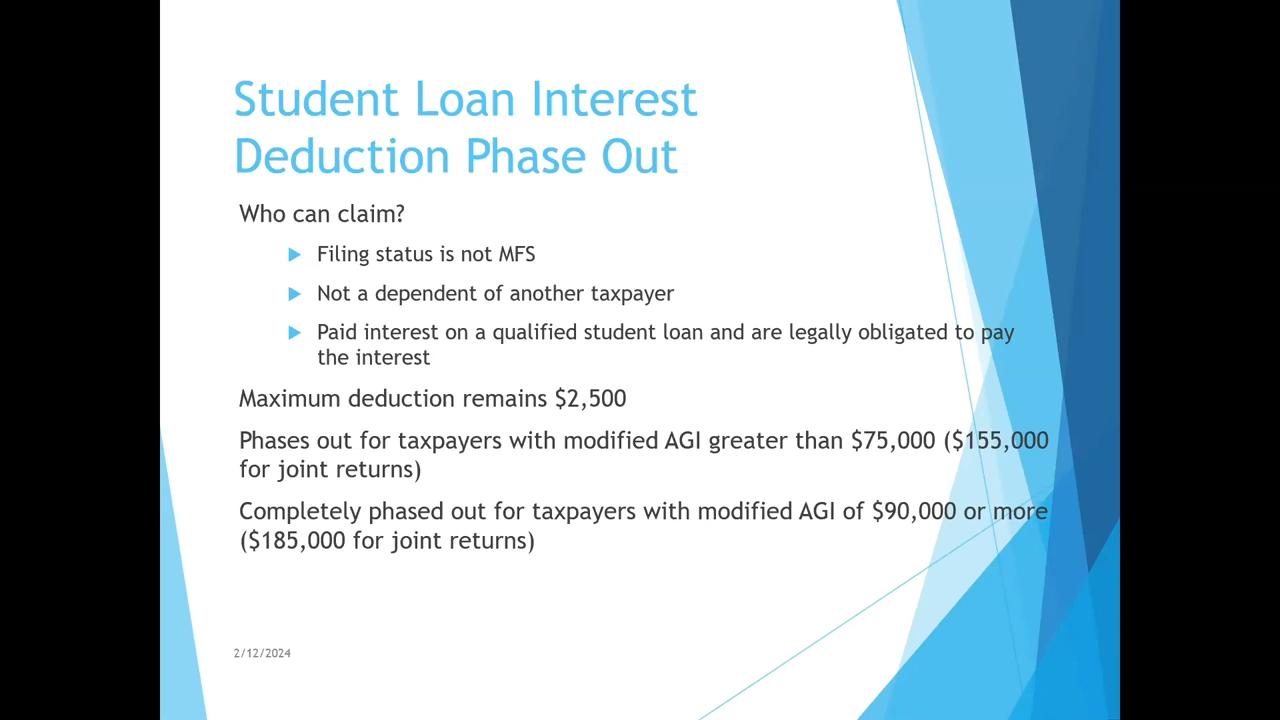 Student Loan Interest
Deduction Phase Out
Who can claim?
Filing status is not MFS
Not a dependent of another taxpayer
Paid interest on a qualified student loan and are legally obligated to pay
the interest
Maximum deduction remains $2,500
Phases out for taxpayers with modified AGI greater than $75,000 ($155,000
for joint returns)
Completely phased out for taxpayers with modified AGI of $90,000 or more
($185,000 for joint returns)
2/12/2024